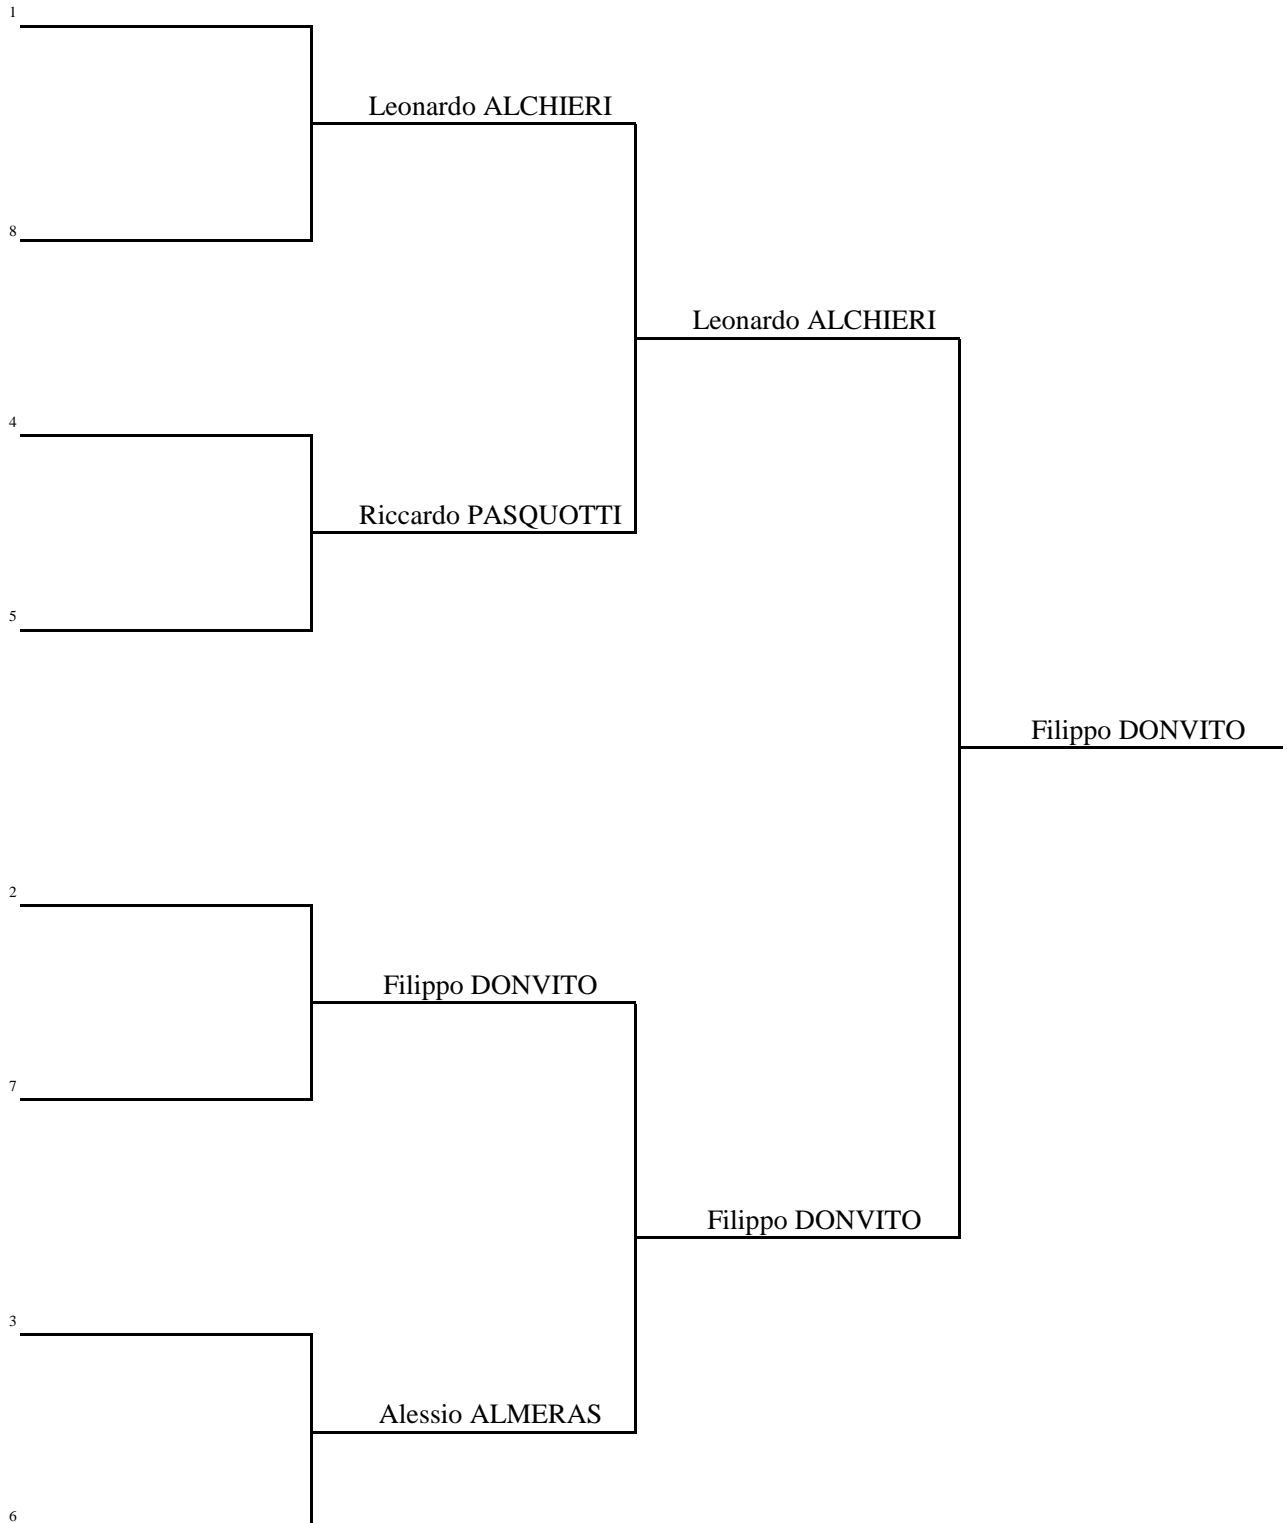 1
Leonardo ALCHIERI
8
Leonardo ALCHIERI
4
Riccardo PASQUOTTI
5
Filippo DONVITO
2
Filippo DONVITO
7
Filippo DONVITO
3
Alessio ALMERAS
6